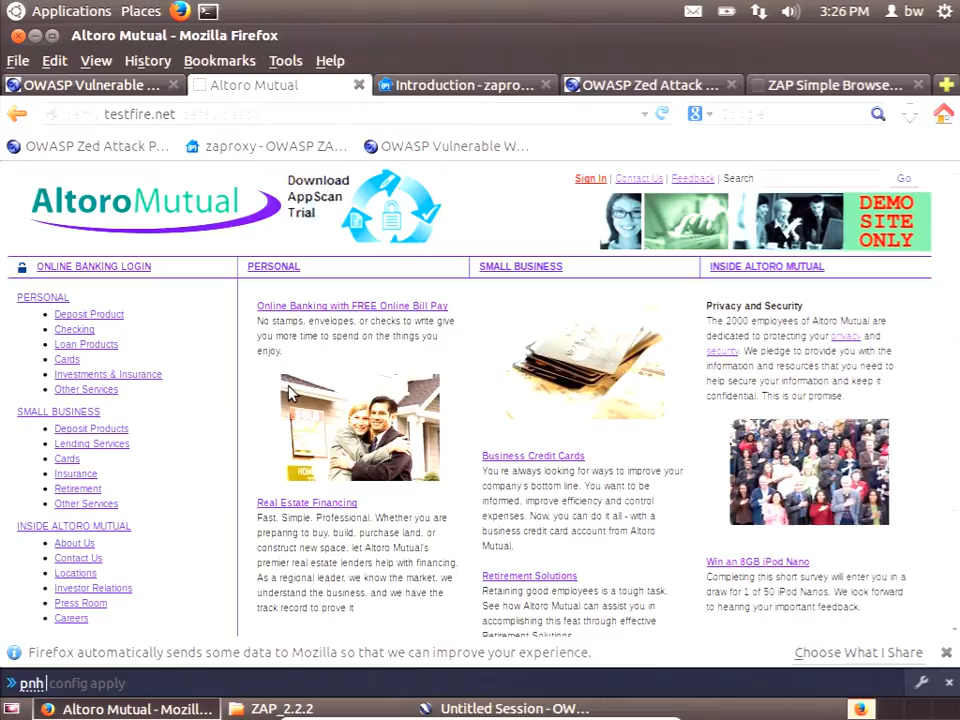 Applications Places 3:26 PM bw
Altoro Mutual - Mozilla Firefox
File Edit View History Bookmarks Tools Help
OWASP Vulnerable ... Altoro Mutual Introduction - zapro... OWASP Zed Attack ... ZAP Simple Browse...
testfire.net
OWASP Zed Attack P... zaproxy - OWASP ZA... OWASP Vulnerable W...
Sign In | Contact Us | Feedback | Search Go
AltoroMutual
Download
AppScan
Trial
DEMO
SITE
ONLY
ONLINE BANKING LOGIN PERSONAL SMALL BUSINESS INSIDE ALTORO MUTUAL
PERSONAL
Deposit Product
Checking
Loan Products
Cards
Investments & Insurance
Other Services
SMALL BUSINESS
Deposit Products
Lending Services
Cards
Insurance
Retirement
Other Services
INSIDE ALTORO MUTUAL
About Us
Contact Us
Locations
Investor Relations
Press Room
Careers
Online Banking with FREE Online Bill Pay
No stamps, envelopes, or checks to write give
you more time to spend on the things you
enjoy.
Real Estate Financing
Fast. Simple. Professional. Whether you are
preparing to buy, build, purchase land, or
construct new space, let Altoro Mutual's
premier real estate lenders help with financing.
As a regional leader, we know the market, we
understand the business, and we have the
track record to prove it
Business Credit Cards
You're always looking for ways to improve your
company's bottom line. You want to be
informed, improve efficiency and control
expenses. Now, you can do it all - with a
business credit card account from Altoro
Mutual.
Retirement Solutions
Retaining good employees is a tough task.
See how Altoro Mutual can assist you in
accomplishing this feat through effective
Retirement Solutions.
Privacy and Security
The 2000 employees of Altoro Mutual are
dedicated to protecting your privacy and
security. We pledge to provide you with the
information and resources that you need to
help secure your information and keep it
confidential. This is our promise.
Win an 8GB iPod Nano
Completing this short survey will enter you in a
draw for 1 of 50 iPod Nanos. We look forward
to hearing your important feedback.
Firefox automatically sends some data to Mozilla so that we can improve your experience. Choose What I Share
» pnh config apply
Altoro Mutual - Mozill... ZAP_2.2.2 Untitled Session - OW...